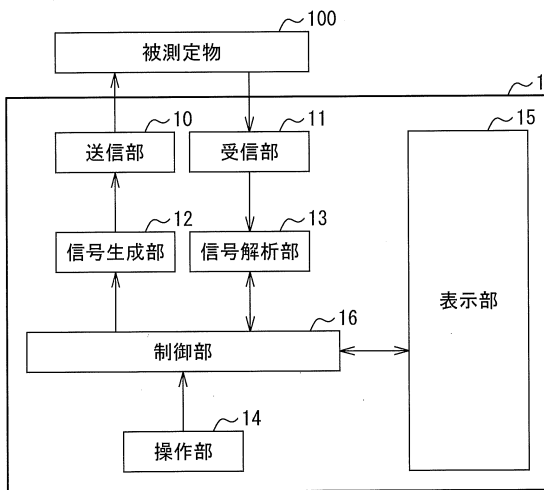 100
被測定物
1
10
送信部
11
受信部
15
12
信号生成部
13
信号解析部
表示部
16
制御部
14
操作部